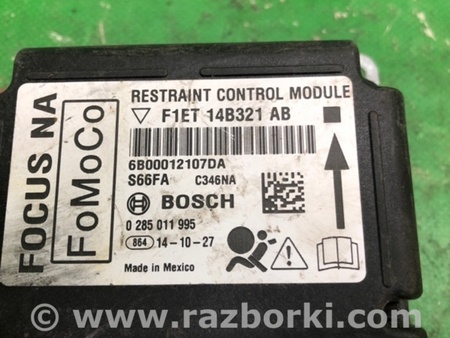 FOCUS NA
FoMoCo
RESTRAINT CONTROL MODULE
F1ET 14B321 AB
6B00012107DA
S66FA C346NA
BOSCH
0 285 011 995
864 14-10-27
Made in Mexico
© www.razborki.com